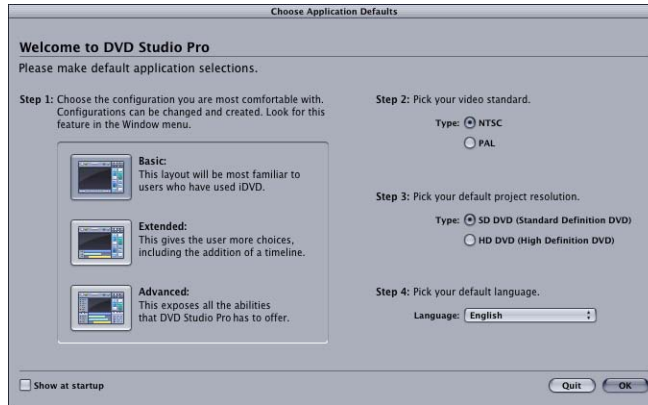 Choose Application Defaults
Welcome to DVD Studio Pro
Please make default application selections.
Step 1: Choose the configuration you are most comfortable with.
Configurations can be changed and created. Look for this
feature in the Window menu.
Basic:
This layout will be most familiar to
users who have used iDVD.
Extended:
This gives the user more choices,
including the addition of a timeline.
Advanced:
This exposes all the abilities
that DVD Studio Pro has to offer.
Step 2: Pick your video standard.
Type: NTSC
PAL
Step 3: Pick your default project resolution.
Type: SD DVD (Standard Definition DVD)
HD DVD (High Definition DVD)
Step 4: Pick your default language.
Language: English
Show at startup
Quit OK